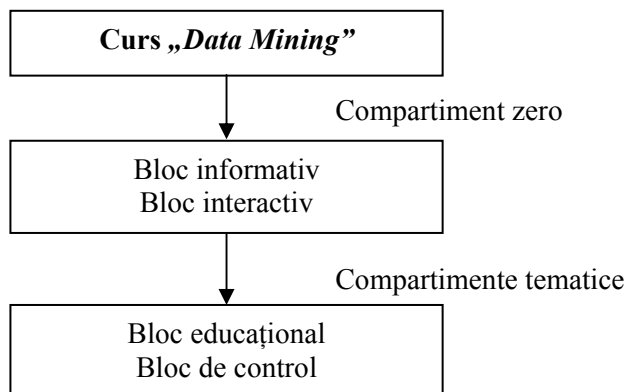 Curs „Data Mining”
Compartiment zero
Bloc informativ
Bloc interactiv
Compartimente tematice
Bloc educațional
Bloc de control